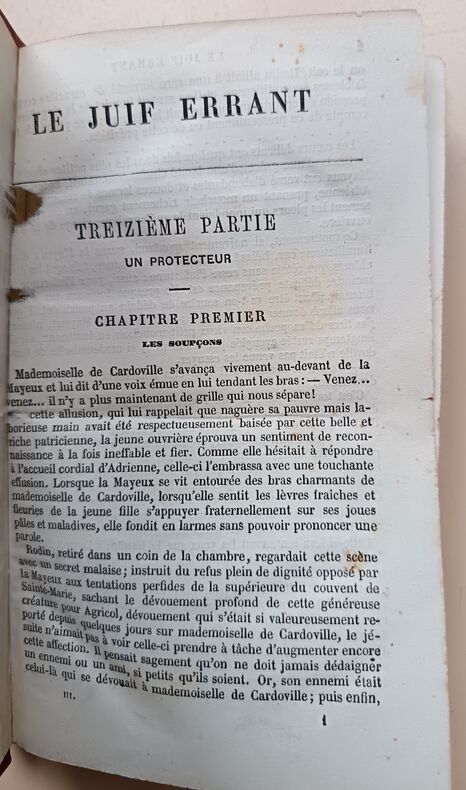 LE JUIF ERRANT
TREIZIÈME PARTIE
UN PROTECTEUR
CHAPITRE PREMIER
LES SOUPÇONS
Mademoiselle de Cardoville s'avança vivement au-devant de la
Mayeux et lui dit d'une voix émue en lui tendant les bras : — Venez...
venez... il n'y a plus maintenant de grille qui nous sépare!
cette allusion, qui lui rappelait que naguère sa pauvre mais la-
borieuse main avait été respectueusement baisée par cette belle et
riche patricienne, la jeune ouvrière éprouva un sentiment de recon-
naissance à la fois ineffable et fier. Comme elle hésitait à répondre
à l'accueil cordial d'Adrienne, celle-ci l'embrassa avec une touchante
effusion. Lorsque la Mayeux se vit entourée des bras charmants de
mademoiselle de Cardoville, lorsqu'elle sentit les lèvres fraîches et
fleuries de la jeune fille s'appuyer fraternellement sur ses joues
pâles et maladives, elle fondit en larmes sans pouvoir prononcer une
parole.
Rodin, retiré dans un coin de la chambre, regardait cette scène
avec un secret malaise; instruit du refus plein de dignité opposé par
la Mayeux aux tentations perfides de la supérieure du couvent de
Sainte-Marie, sachant le dévouement profond de cette généreuse
créature pour Agricol, dévouement qui s'était si valeureusement re-
porté depuis quelques jours sur mademoiselle de Cardoville, le jé-
suite n'aimait pas à voir celle-ci prendre à tâche d'augmenter encore
cette affection. Il pensait sagement qu'on ne doit jamais dédaigner
un ennemi ou un ami, si petits qu'ils soient. Or, son ennemi était
celui-là qui se dévouait à mademoiselle de Cardoville; puis enfin,
III.
1